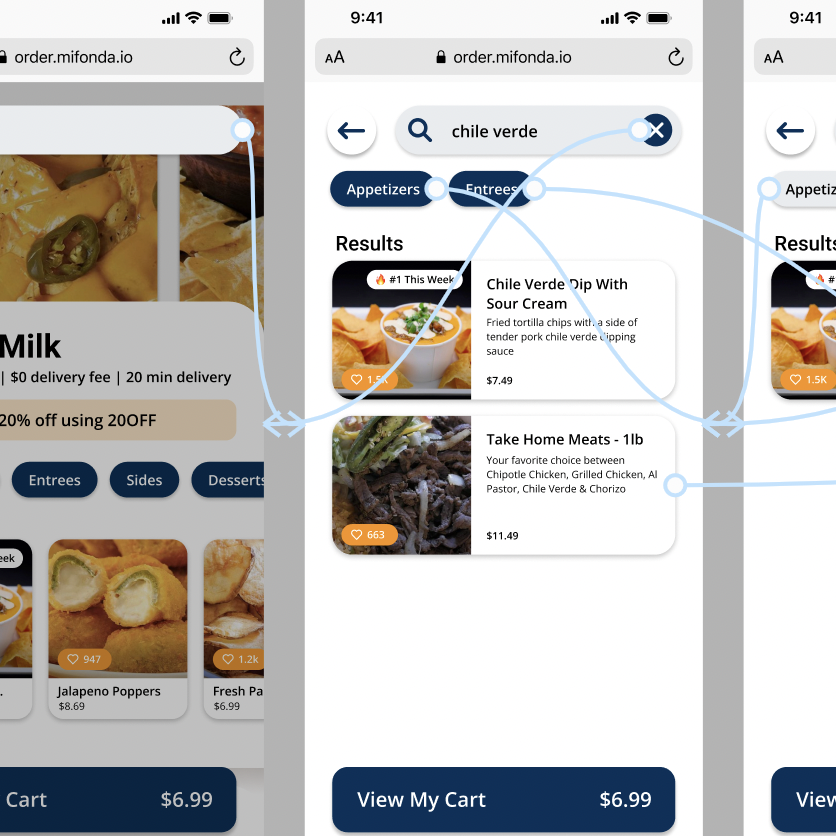 order.mifonda.io
Milk
| $0 delivery fee | 20 min delivery
20% off using 20OFF
Entrees
Sides
Desserts
947
1.2k
Jalapeno Poppers
$8.69
Fresh
$6.99
Cart
$6.99
9:41
AA
order.mifonda.io
chile verde
Appetizers
Entrees
Results
#1 This Week
1.5K
Chile Verde Dip With
Sour Cream
Fried tortilla chips with a side of
tender pork chile verde dipping
sauce
$7.49
663
Take Home Meats - 1lb
Your favorite choice between
Chipotle Chicken, Grilled Chicken, Al
Pastor, Chile Verde & Chorizo
$11.49
View My Cart
$6.99
9:41
AA
Results
1.5K